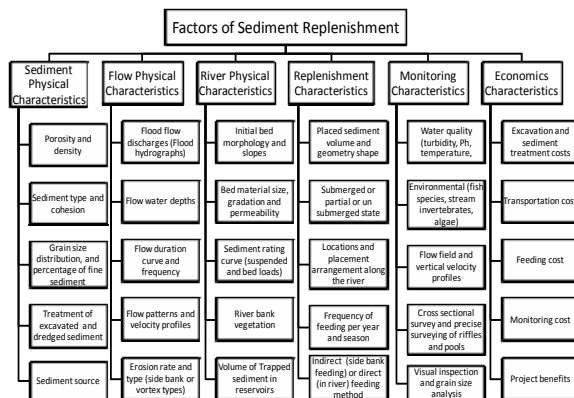 Factors of Sediment Replenishment
Sediment
Physical
Characteristics
Porosity and
density
Sediment type and
cohesion
Grain size
distribution, and
percentage of fine
sediment
Treatment of
excavated and
dredged sediment
Sediment source
Flow Physical
Characteristics
Flood flow
discharges (Flood
hydrographs)
Flow water depths
Flow duration
curve and
frequency
Flow patterns and
velocity profiles
Erosion rate and
type (side bank or
vortex types)
River Physical
Characteristics
Initial bed
morphology and
slopes
Bed material size,
gradation and
permeability
Sediment rating
curve (suspended
and bed loads)
River bank
vegetation
Volume of Trapped
sediment in
reservoirs
Replenishment
Characteristics
Placed sediment
volume and
geometry shape
Submerged or
partial or un
submerged state
Locations and
placement
arrangement along
the river
Frequency of
feeding per year
and season
Indirect (side bank
feeding) or direct
(in river) feeding
method
Monitoring
Characteristics
Water quality
(turbidity, Ph,
temperature,
Environmental (fish
species, stream
invertebrates,
algae)
Flow field and
vertical velocity
profiles
Cross sectional
survey and precise
surveying of riffles
and pools
Visual inspection
and grain size
analysis
Economics
Characteristics
Excavation and
sediment
treatment costs
Transportation cost
Feeding cost
Monitoring cost
Project benefits